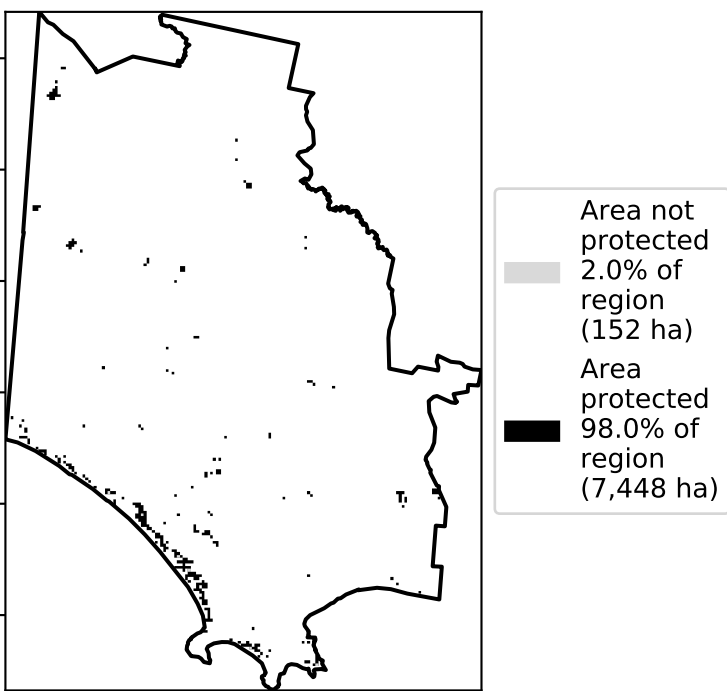 Area not
protected
2.0% of
region
(152 ha)
Area
protected
98.0% of
region
(7,448 ha)